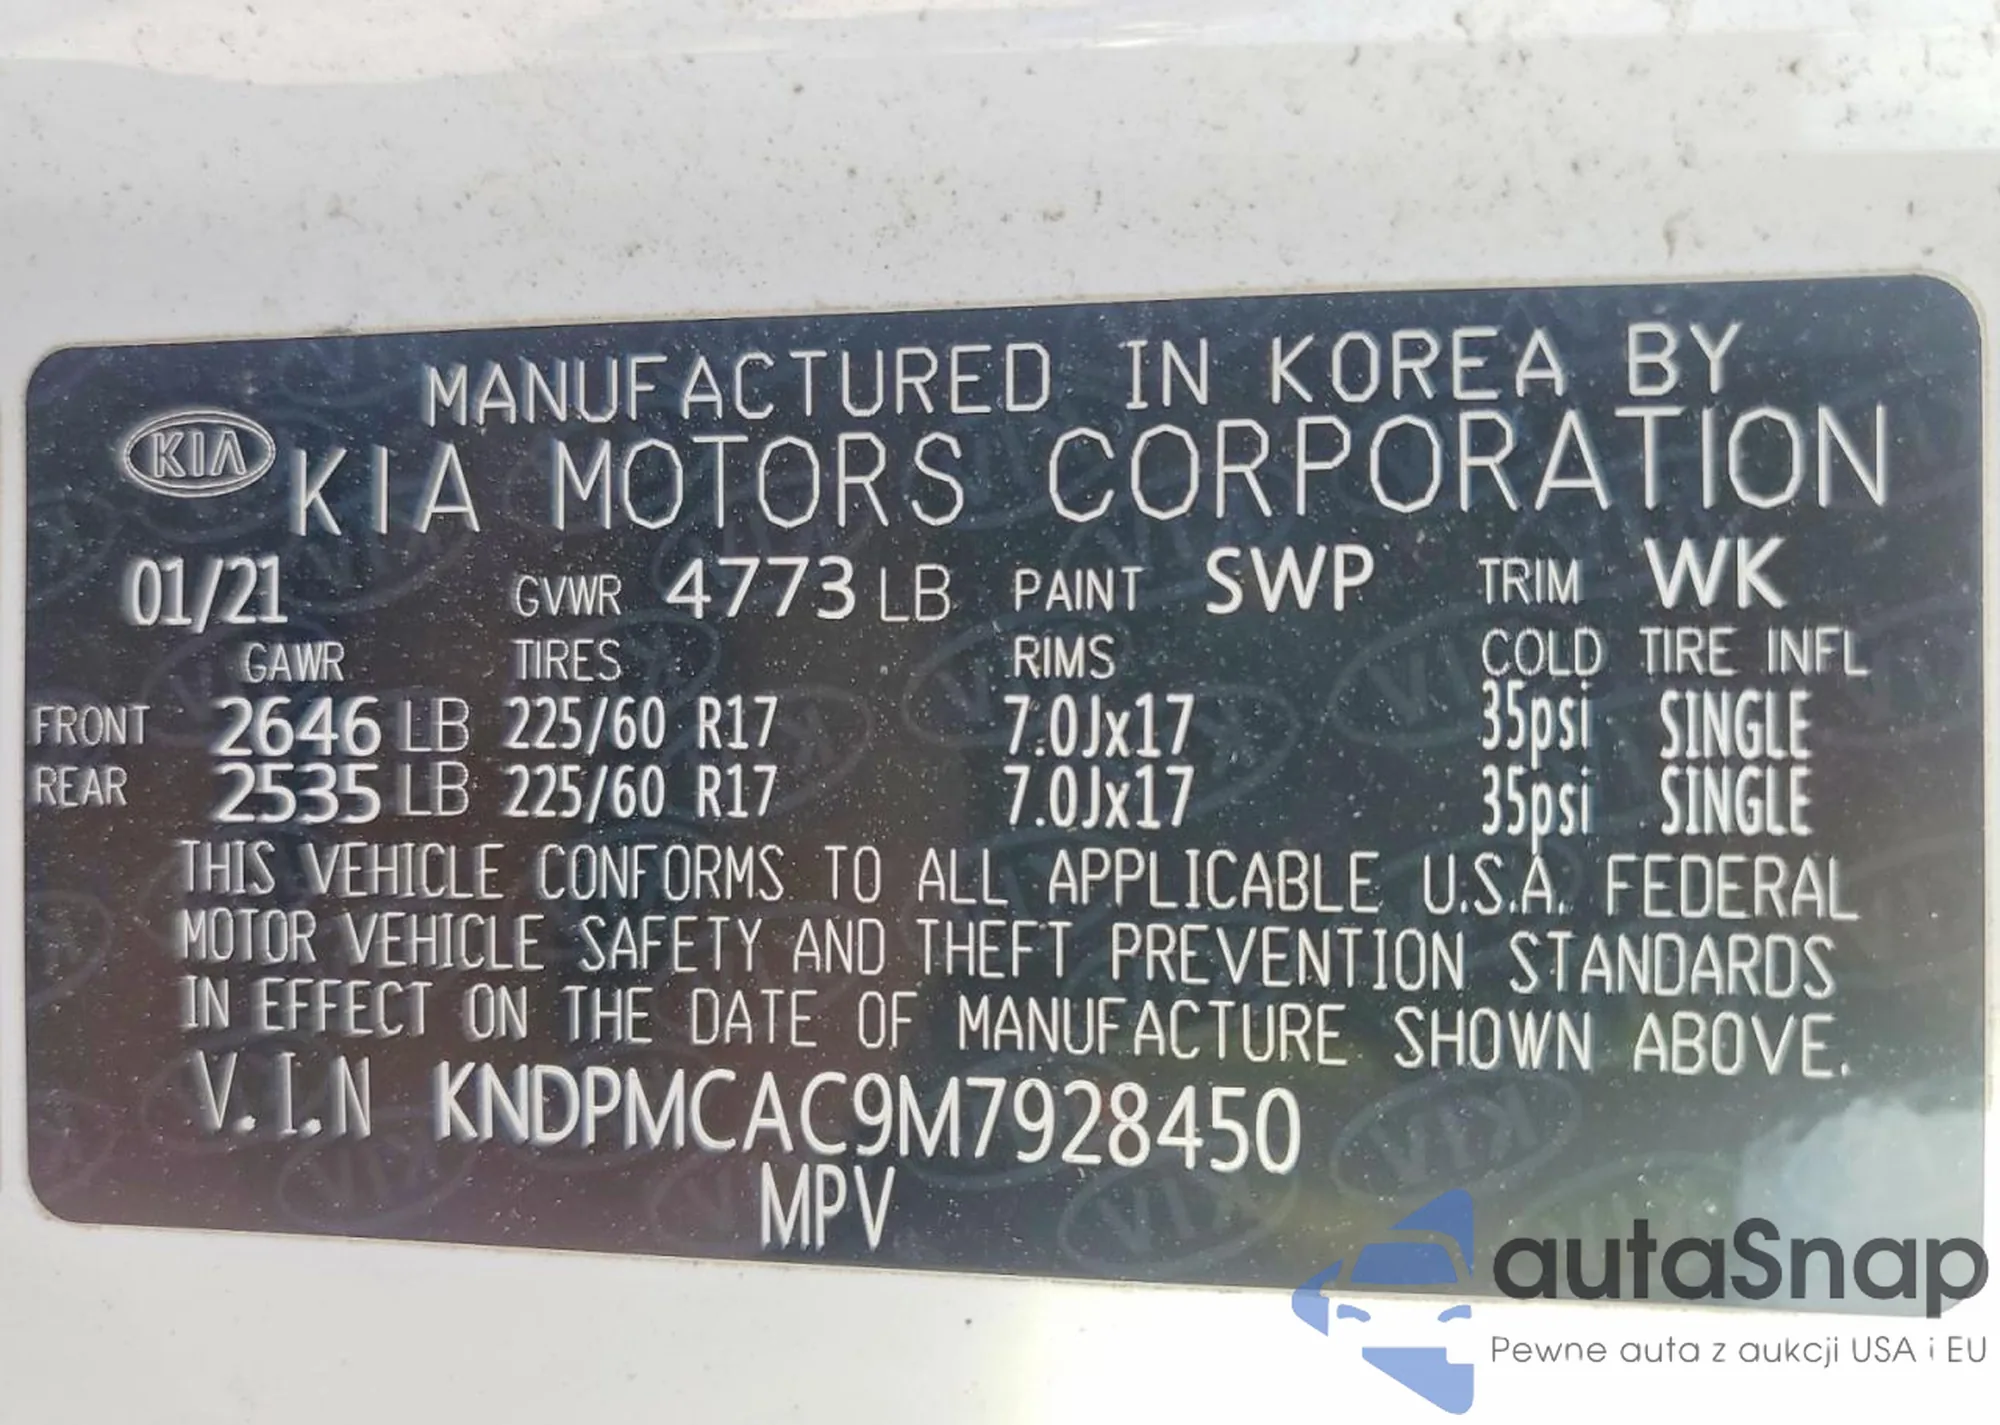 MANUFACTURED IN KOREA BY
KIA KIA MOTORS CORPORATION
01/21 GVWR 4773 LB PAINT SWP TRIM WK
GAWR TIRES RIMS COLD TIRE INFL
FRONT 2646 LB 225/60 R17 7.0Jx17 35psi SINGLE
REAR 2535 LB 225/60 R17 7.0Jx17 35psi SINGLE
THIS VEHICLE CONFORMS TO ALL APPLICABLE U.S.A. FEDERAL
MOTOR VEHICLE SAFETY AND THEFT PREVENTION STANDARDS
IN EFFECT ON THE DATE OF MANUFACTURE SHOWN ABOVE.
V.I.N KNDPMCAC9M7928450
MPV
autaSnap
Pewne auta z aukcji USA i EU